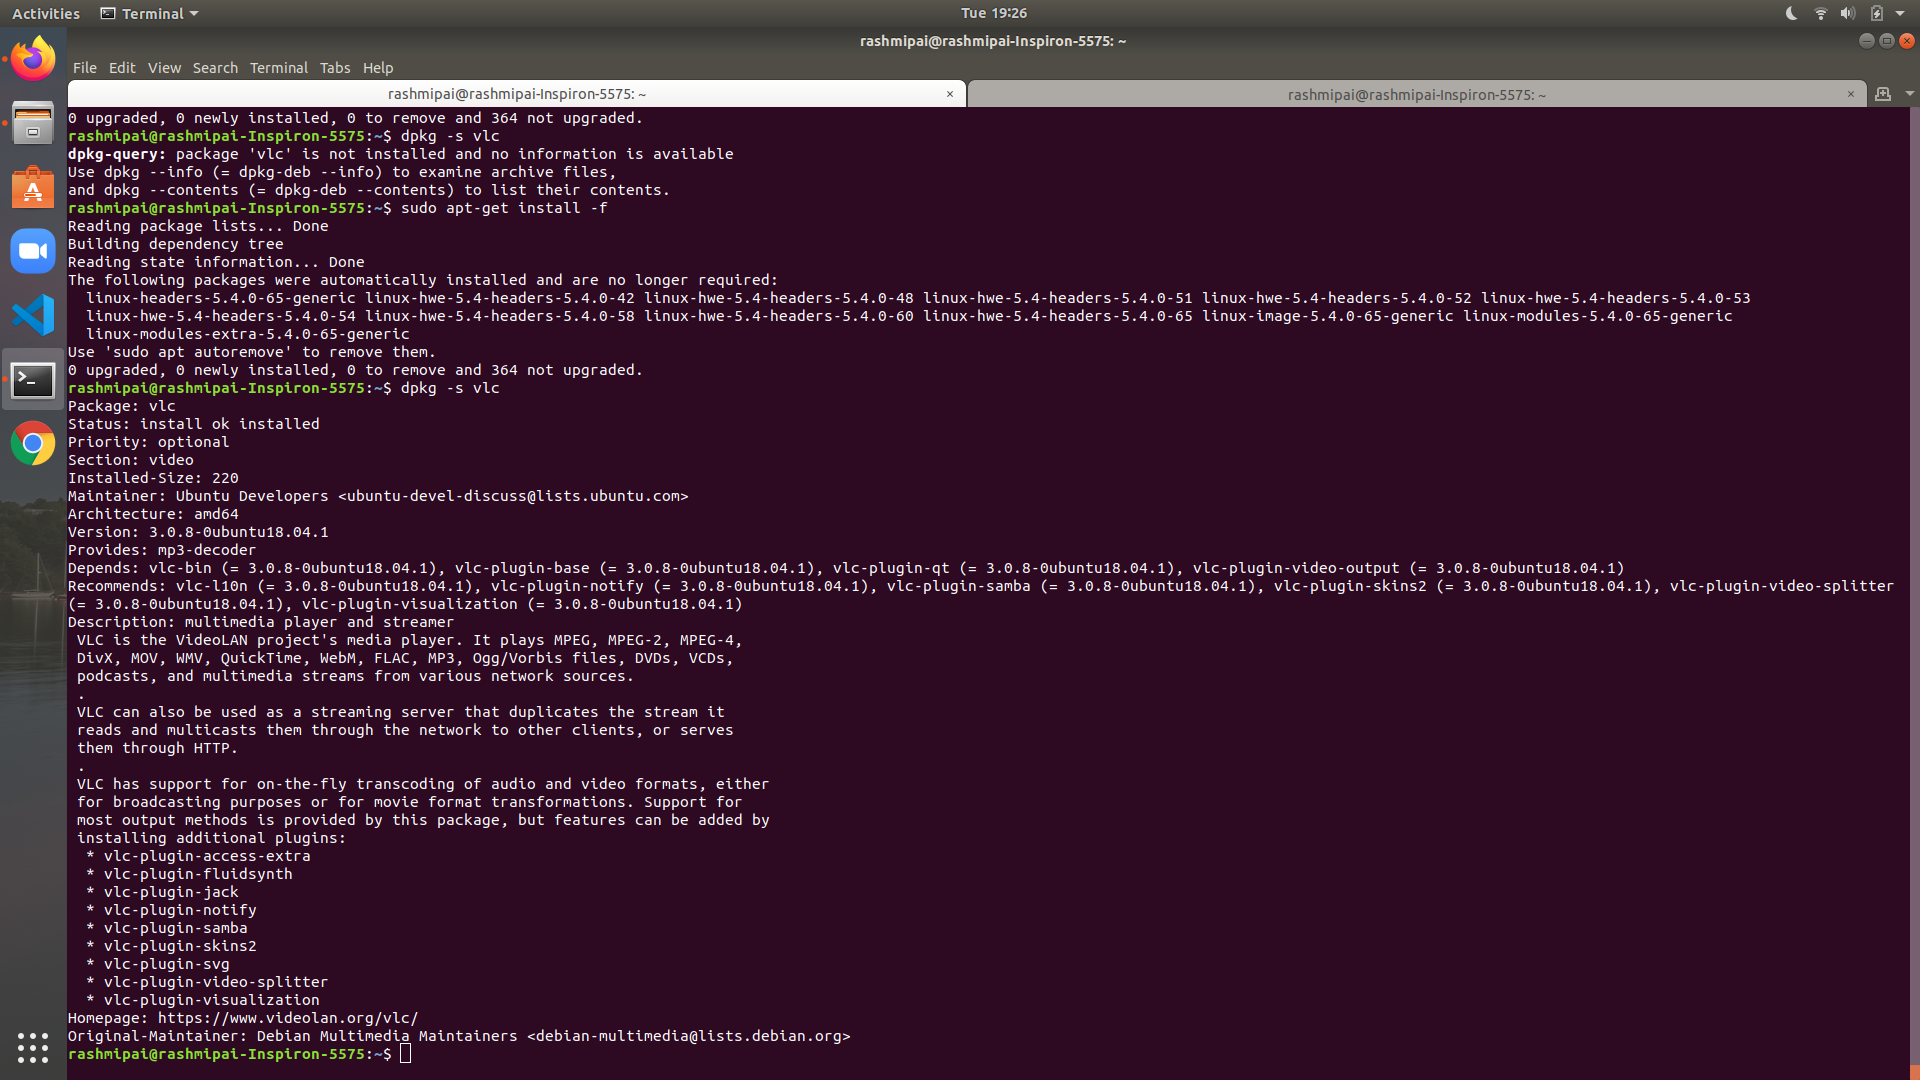 Activities Terminal Tue 19:26
rashmipai@rashmipai-Inspiron-5575: ~
File Edit View Search Terminal Tabs Help
rashmipai@rashmipai-Inspiron-5575: ~ × rashmipai@rashmipai-Inspiron-5575: ~ ×
0 upgraded, 0 newly installed, 0 to remove and 364 not upgraded.
rashmipai@rashmipai-Inspiron-5575:~$ dpkg -s vlc
dpkg-query: package 'vlc' is not installed and no information is available
Use dpkg --info (= dpkg-deb --info) to examine archive files,
and dpkg --contents (= dpkg-deb --contents) to list their contents.
rashmipai@rashmipai-Inspiron-5575:~$ sudo apt-get install -f
Reading package lists... Done
Building dependency tree
Reading state information... Done
The following packages were automatically installed and are no longer required:
  linux-headers-5.4.0-65-generic linux-hwe-5.4-headers-5.4.0-42 linux-hwe-5.4-headers-5.4.0-48 linux-hwe-5.4-headers-5.4.0-51 linux-hwe-5.4-headers-5.4.0-52 linux-hwe-5.4-headers-5.4.0-53
  linux-hwe-5.4-headers-5.4.0-54 linux-hwe-5.4-headers-5.4.0-58 linux-hwe-5.4-headers-5.4.0-60 linux-hwe-5.4-headers-5.4.0-65 linux-image-5.4.0-65-generic linux-modules-5.4.0-65-generic
  linux-modules-extra-5.4.0-65-generic
Use 'sudo apt autoremove' to remove them.
0 upgraded, 0 newly installed, 0 to remove and 364 not upgraded.
rashmipai@rashmipai-Inspiron-5575:~$ dpkg -s vlc
Package: vlc
Status: install ok installed
Priority: optional
Section: video
Installed-Size: 220
Maintainer: Ubuntu Developers <ubuntu-devel-discuss@lists.ubuntu.com>
Architecture: amd64
Version: 3.0.8-0ubuntu18.04.1
Provides: mp3-decoder
Depends: vlc-bin (= 3.0.8-0ubuntu18.04.1), vlc-plugin-base (= 3.0.8-0ubuntu18.04.1), vlc-plugin-qt (= 3.0.8-0ubuntu18.04.1), vlc-plugin-video-output (= 3.0.8-0ubuntu18.04.1)
Recommends: vlc-l10n (= 3.0.8-0ubuntu18.04.1), vlc-plugin-notify (= 3.0.8-0ubuntu18.04.1), vlc-plugin-samba (= 3.0.8-0ubuntu18.04.1), vlc-plugin-skins2 (= 3.0.8-0ubuntu18.04.1), vlc-plugin-video-splitter
(= 3.0.8-0ubuntu18.04.1), vlc-plugin-visualization (= 3.0.8-0ubuntu18.04.1)
Description: multimedia player and streamer
 VLC is the VideoLAN project's media player. It plays MPEG, MPEG-2, MPEG-4,
 DivX, MOV, WMV, QuickTime, WebM, FLAC, MP3, Ogg/Vorbis files, DVDs, VCDs,
 podcasts, and multimedia streams from various network sources.
 .
 VLC can also be used as a streaming server that duplicates the stream it
 reads and multicasts them through the network to other clients, or serves
 them through HTTP.
 .
 VLC has support for on-the-fly transcoding of audio and video formats, either
 for broadcasting purposes or for movie format transformations. Support for
 most output methods is provided by this package, but features can be added by
 installing additional plugins:
  * vlc-plugin-access-extra
  * vlc-plugin-fluidsynth
  * vlc-plugin-jack
  * vlc-plugin-notify
  * vlc-plugin-samba
  * vlc-plugin-skins2
  * vlc-plugin-svg
  * vlc-plugin-video-splitter
  * vlc-plugin-visualization
Homepage: https://www.videolan.org/vlc/
Original-Maintainer: Debian Multimedia Maintainers <debian-multimedia@lists.debian.org>
rashmipai@rashmipai-Inspiron-5575:~$